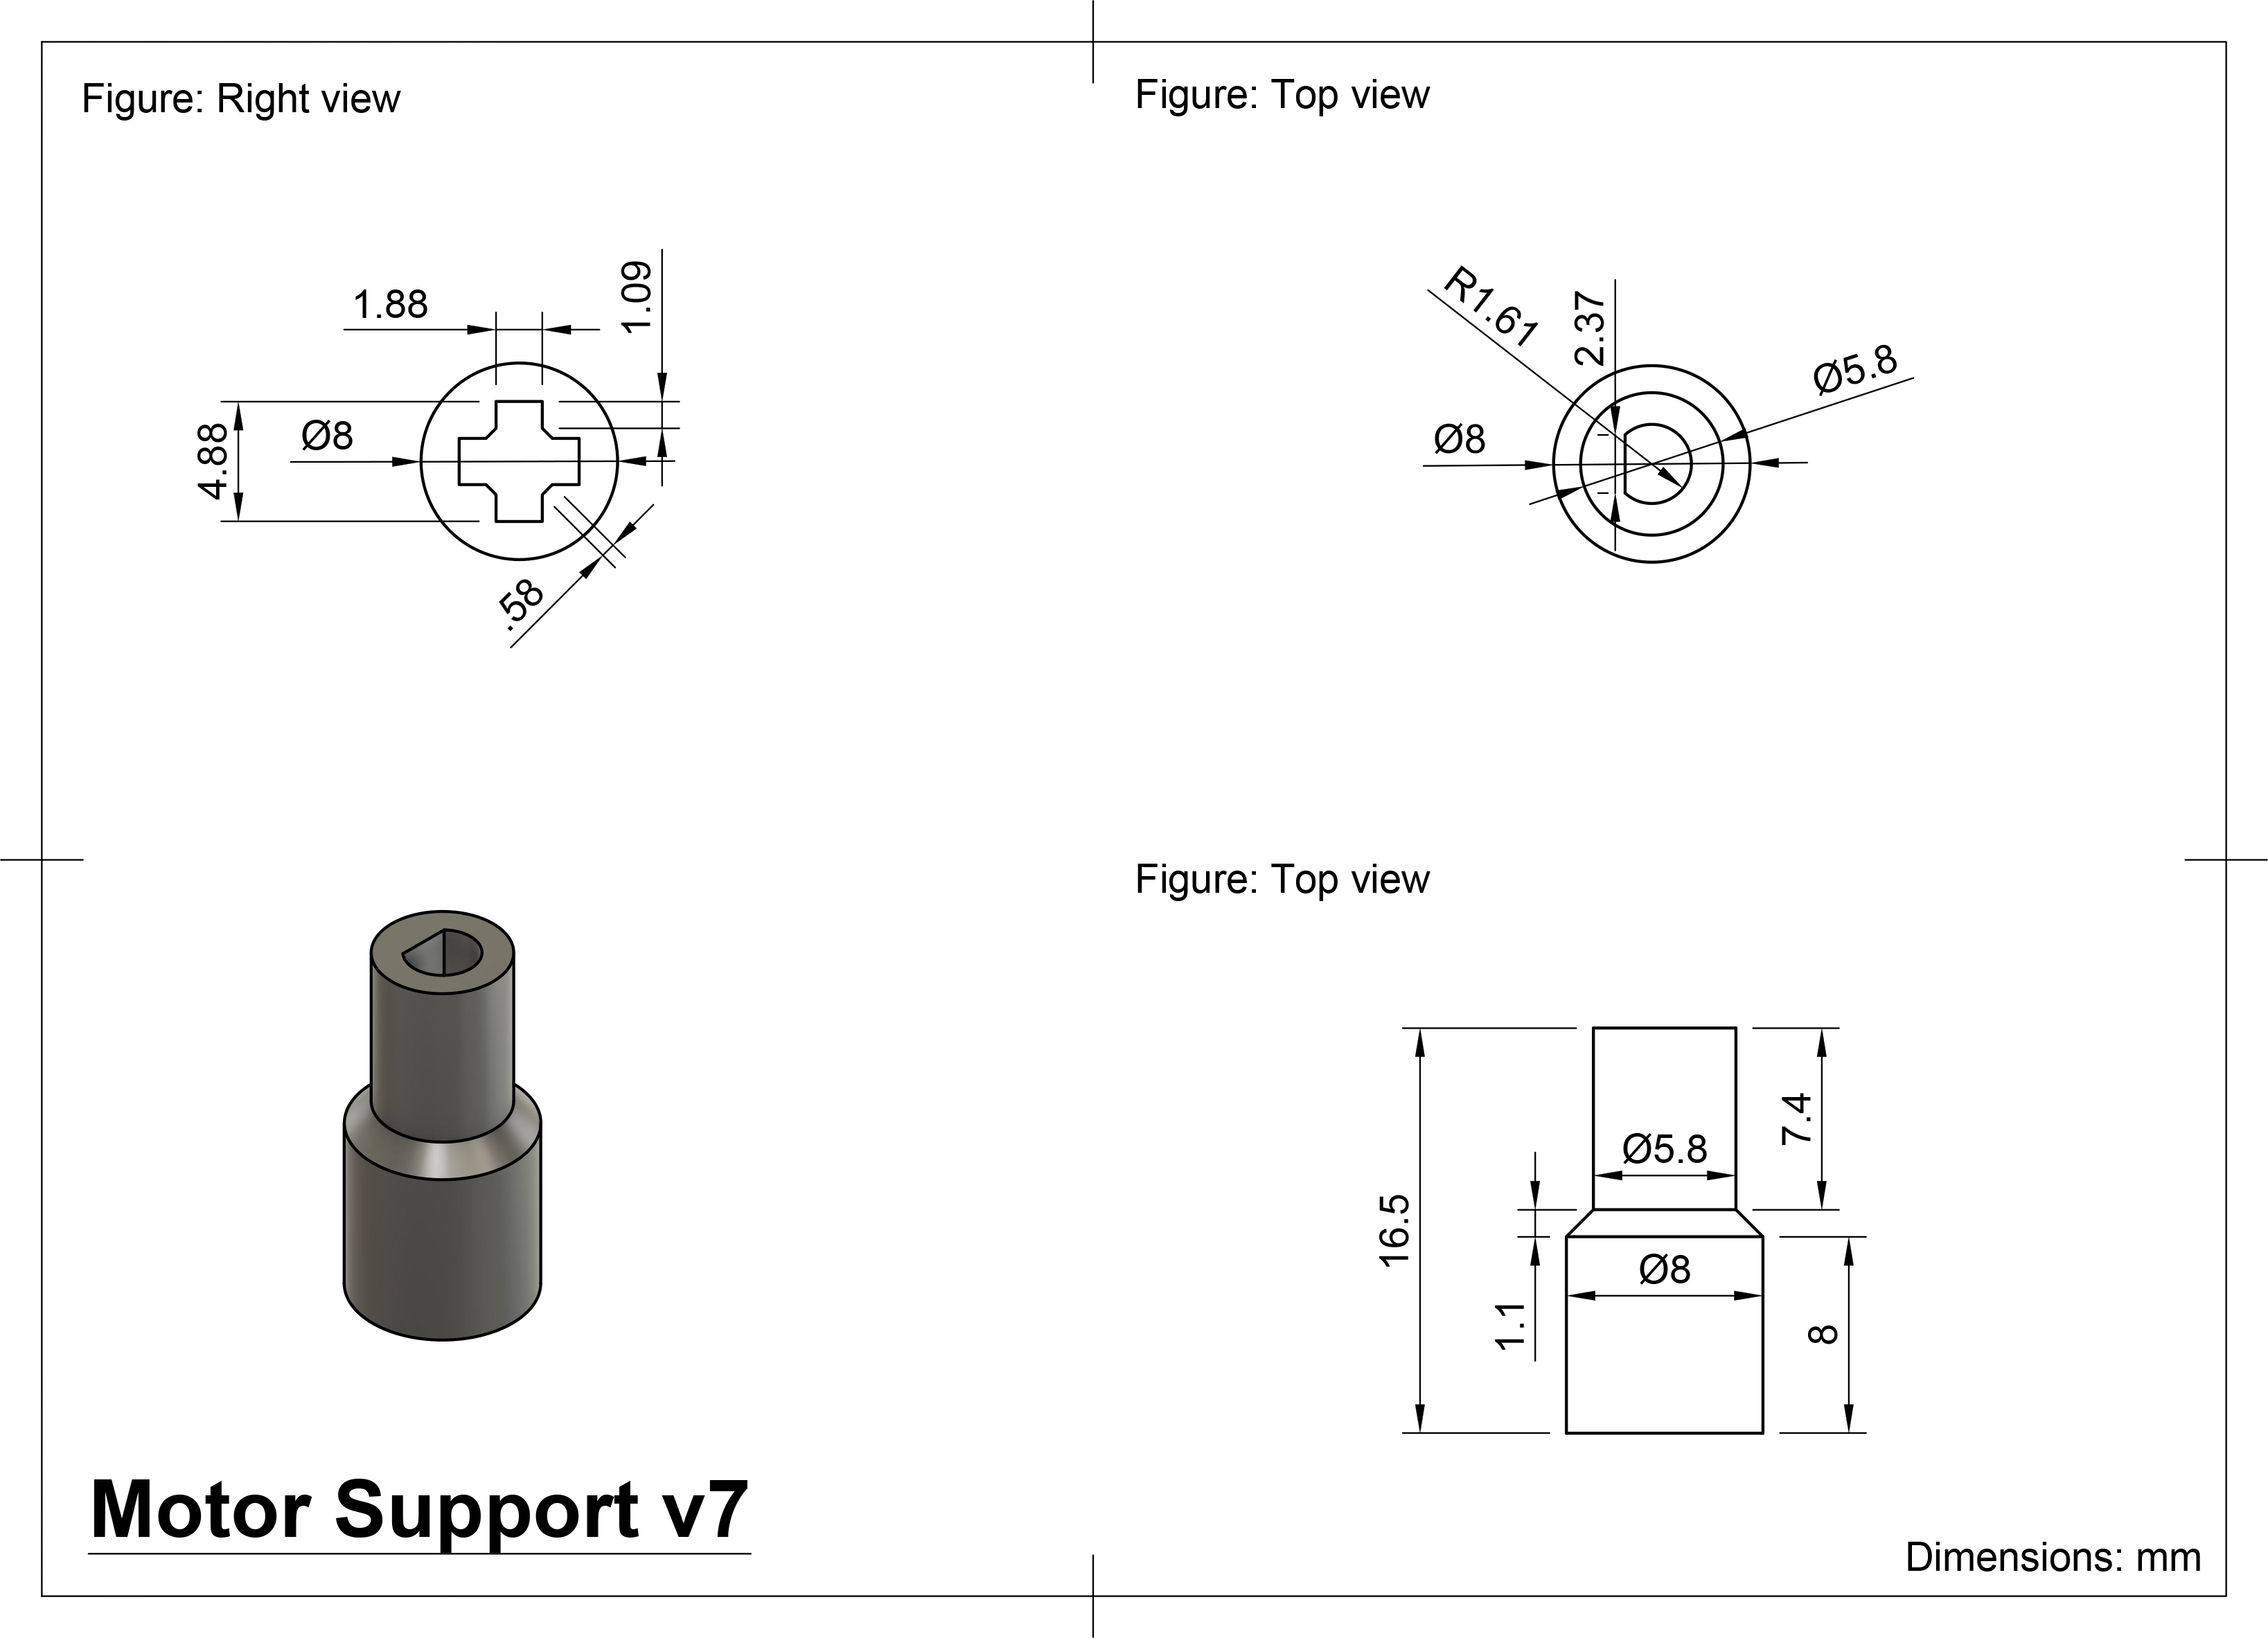 Figure: Right view
1.88
1.09
4.88
Ø8
.58
Figure: Top view
R1.61
2.37
Ø5.8
Ø8
Figure: Top view
16.5
7.4
Ø5.8
1.1
Ø8
8
Motor Support v7
Dimensions: mm